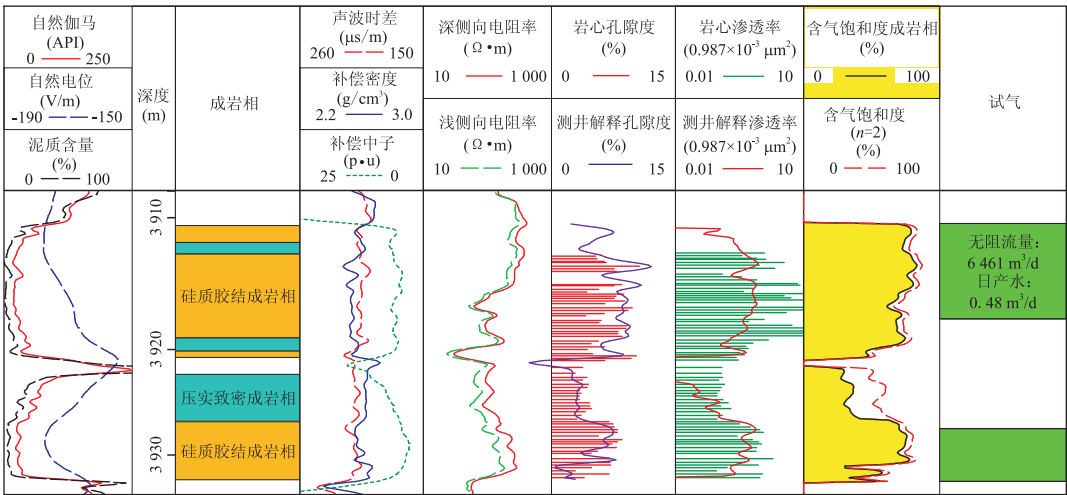 自然伽马
(API)
0 250
自然电位
(V/m)
-190 -150
泥质含量
(%)
0 100
深度
(m)
成岩相
声波时差
(μs/m)
260 150
补偿密度
(g/cm³)
2.2 3.0
补偿中子
(p•u)
25 0
深侧向电阻率
(Ω•m)
10 1 000
浅侧向电阻率
(Ω•m)
10 1 000
岩心孔隙度
(%)
0 15
测井解释孔隙度
(%)
0 15
岩心渗透率
(0.987×10⁻³ μm²)
0.01 10
测井解释渗透率
(0.987×10⁻³ μm²)
0.01 10
含气饱和度成岩相
(%)
0 100
含气饱和度
(n=2)
(%)
0 100
试气
3 910
3 920
3 930
硅质胶结成岩相
压实致密成岩相
硅质胶结成岩相
无阻流量：
6 461 m³/d
日产水：
0. 48 m³/d